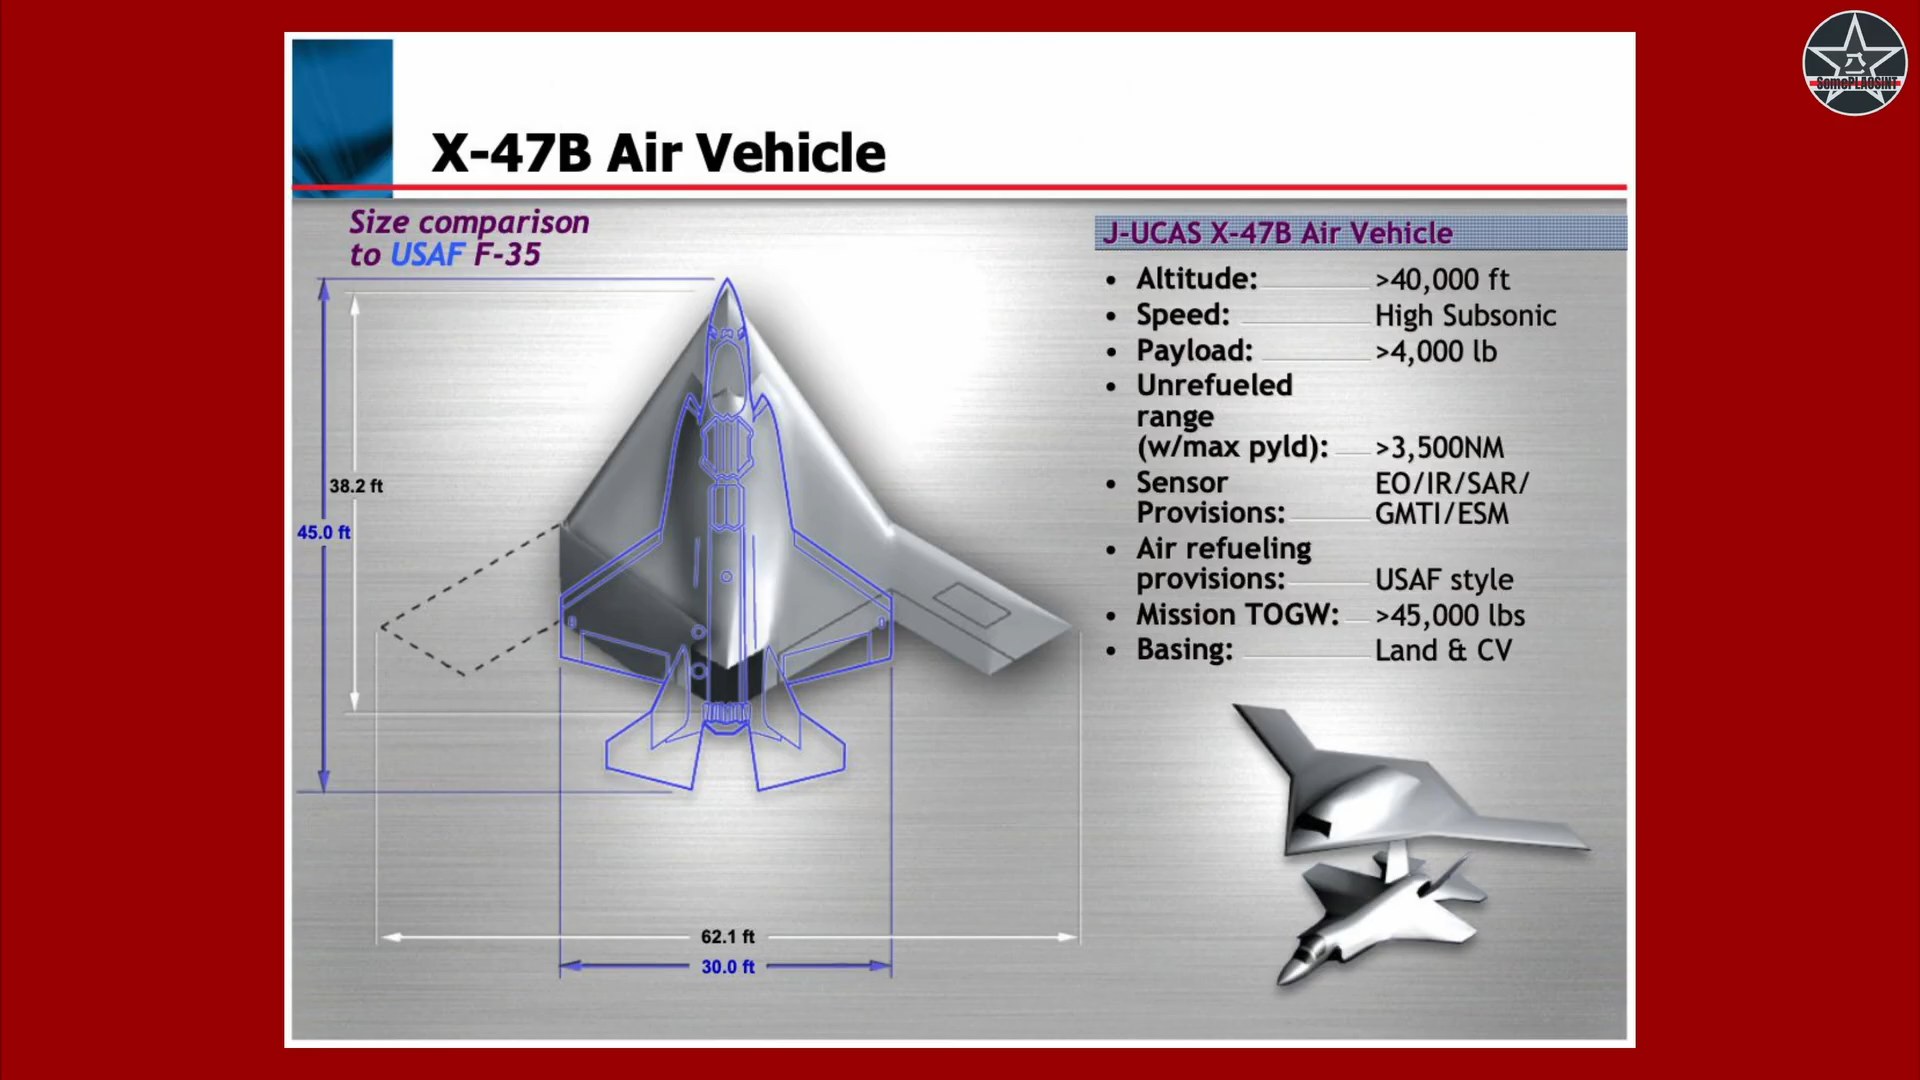 八
SomePLAOSINT
X-47B Air Vehicle
Size comparison
to USAF F-35
38.2 ft
45.0 ft
62.1 ft
30.0 ft
J-UCAS X-47B Air Vehicle
• Altitude: >40,000 ft
• Speed: High Subsonic
• Payload: >4,000 lb
• Unrefueled
range
(w/max pyld): >3,500NM
• Sensor EO/IR/SAR/
Provisions: GMTI/ESM
• Air refueling
provisions: USAF style
• Mission TOGW: >45,000 lbs
• Basing: Land & CV